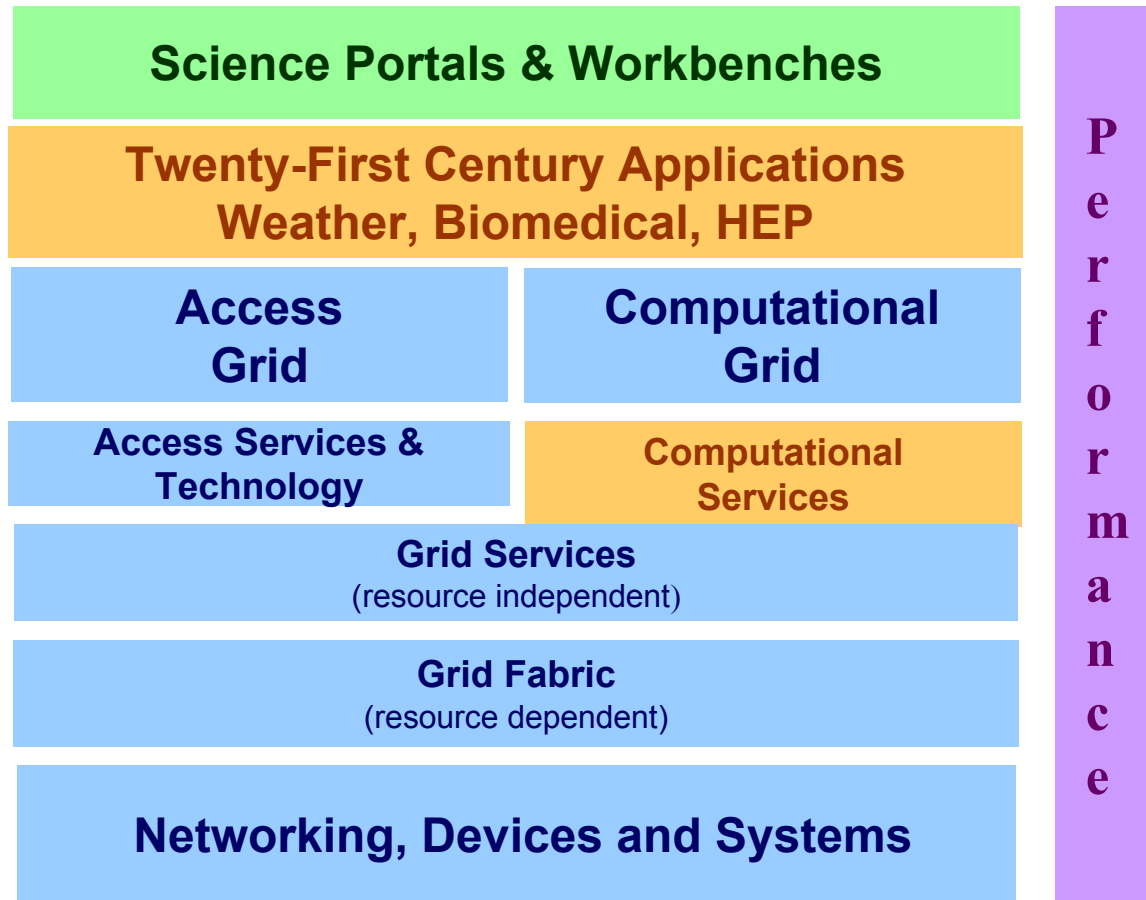 Science Portals & Workbenches
Twenty-First Century Applications
Weather, Biomedical, HEP
Access
Grid
Computational
Grid
Access Services &
Technology
Computational
Services
Grid Services
(resource independent)
Grid Fabric
(resource dependent)
Networking, Devices and Systems
P
e
r
f
o
r
m
a
n
c
e